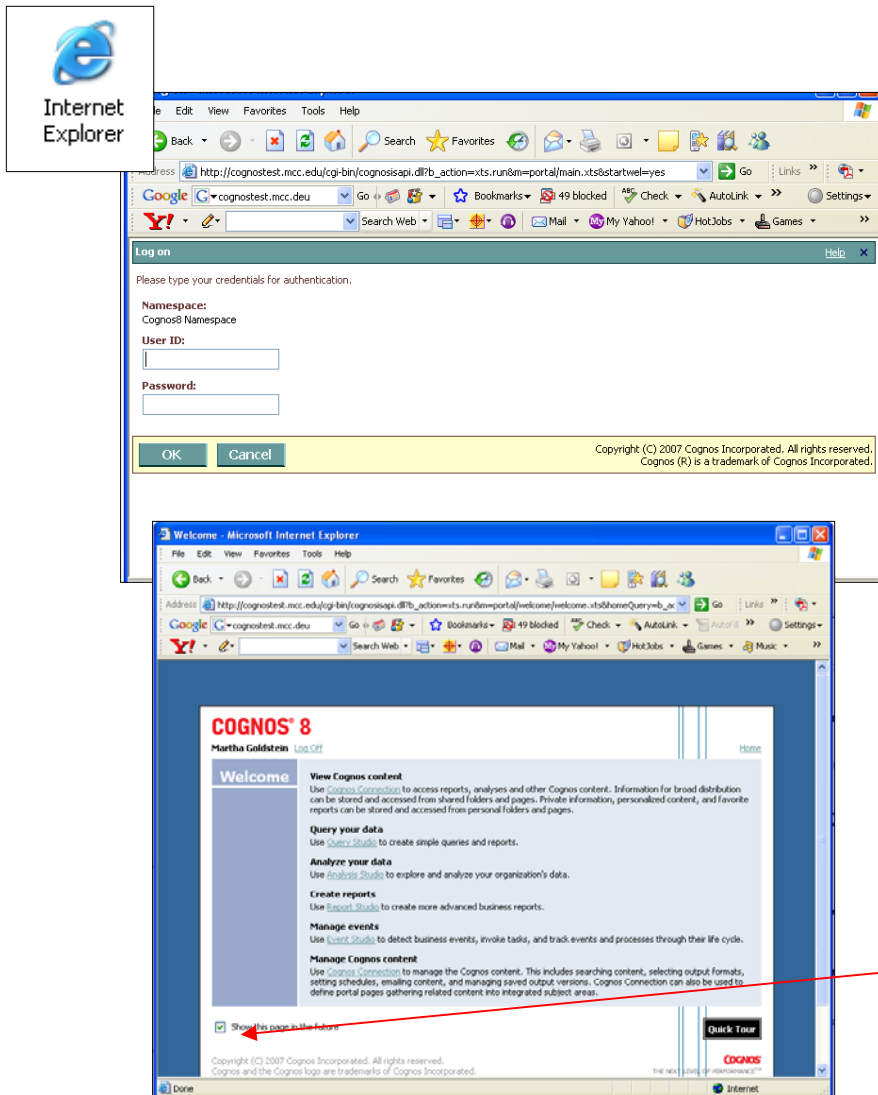 Internet
Explorer
le Edit View Favorites Tools Help
Back Search Favorites
Address http://cognostest.mcc.edu/cgi-bin/cognosisapi.dll?b_action=xts.run&m=portal/main.xts&startwel=yes Go Links »
Google G cognostest.mcc.deu Go Bookmarks 49 blocked Check AutoLink » Settings
Y! Search Web Mail My Yahoo! HotJobs Games »
Log on Help X
Please type your credentials for authentication.
Namespace:
Cognos8 Namespace
User ID:
Password:
OK Cancel
Copyright (C) 2007 Cognos Incorporated. All rights reserved.
Cognos (R) is a trademark of Cognos Incorporated.
Welcome - Microsoft Internet Explorer
File Edit View Favorites Tools Help
Back Search Favorites
Address http://cognostest.mcc.edu/cgi-bin/cognosisapi.dll?b_action=xts.run&m=portal/welcome/welcome.xts&homeQuery=b_ac Go Links »
Google G cognostest.mcc.deu Go Bookmarks 49 blocked Check AutoLink AutoFill » Settings
Y! Search Web Mail My Yahoo! HotJobs Games Music »
COGNOS® 8
Martha Goldstein Log Off Home
Welcome
View Cognos content
Use Cognos Connection to access reports, analyses and other Cognos content. Information for broad distribution
can be stored and accessed from shared folders and pages. Private information, personalized content, and favorite
reports can be stored and accessed from personal folders and pages.
Query your data
Use Query Studio to create simple queries and reports.
Analyze your data
Use Analysis Studio to explore and analyze your organization's data.
Create reports
Use Report Studio to create more advanced business reports.
Manage events
Use Event Studio to detect business events, invoke tasks, and track events and processes through their life cycle.
Manage Cognos content
Use Cognos Connection to manage the Cognos content. This includes searching content, selecting output formats,
setting schedules, emailing content, and managing saved output versions. Cognos Connection can also be used to
define portal pages gathering related content into integrated subject areas.
Show this page in the future
Quick Tour
Copyright (C) 2007 Cognos Incorporated. All rights reserved.
Cognos and the Cognos logo are trademarks of Cognos Incorporated.
COGNOS
THE NEXT LEVEL OF PERFORMANCE™
Done Internet